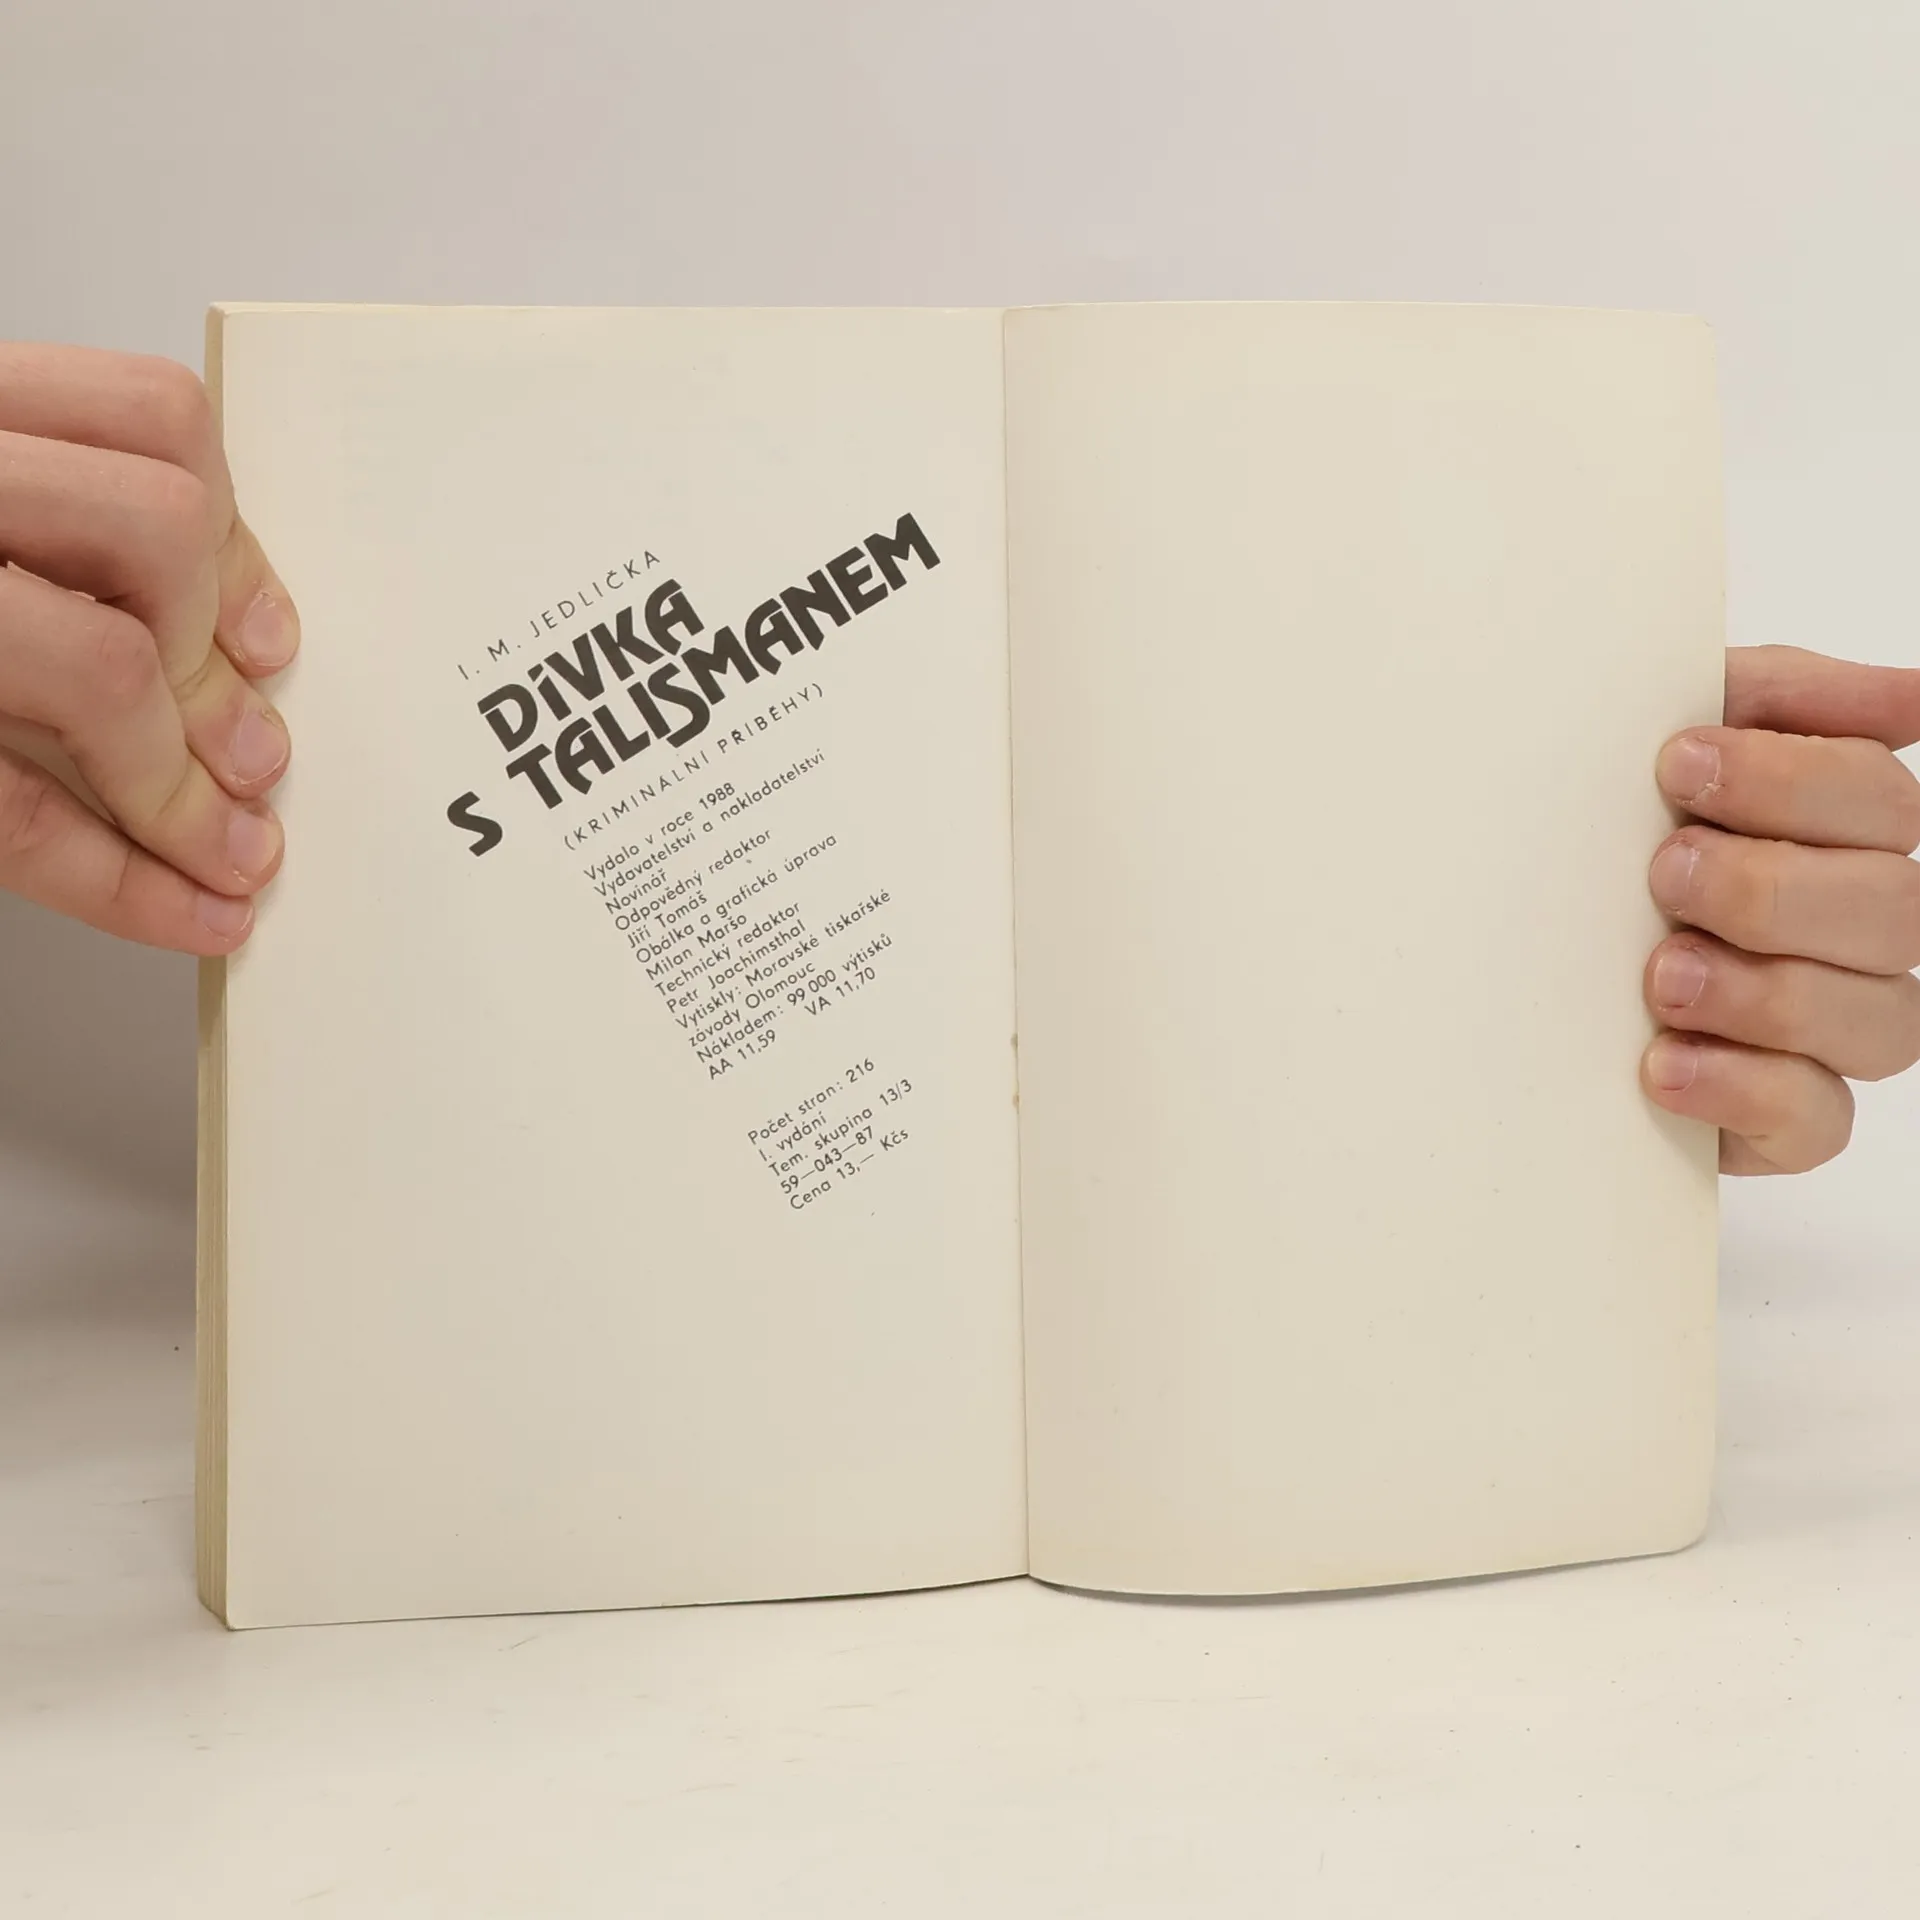 I. M. JEDLIČKA
DÍVKA
S TALISMANEM
(KRIMINÁLNÍ PŘÍBĚHY)
Vydalo v roce 1988
Vydavatelství a nakladatelství
Novinář
Odpovědný redaktor
Jiří Tomáš
Obálka a grafická úprava
Milan Maršo
Technický redaktor
Petr Joachimsthal
Vytiskly: Moravské tiskařské
závody Olomouc
Nákladem: 99 000 výtisků
AA 11,59 VA 11,70
Počet stran: 216
I. vydání
Tem. skupina 13/3
59—043—87
Cena 13,— Kčs